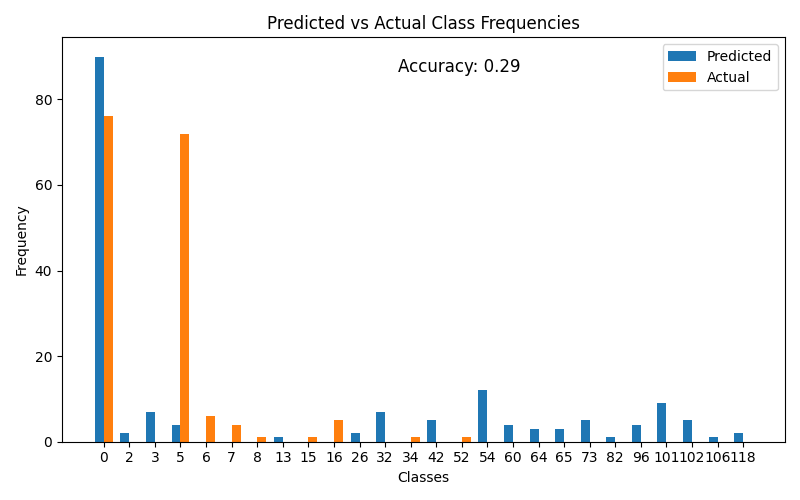 Predicted vs Actual Class Frequencies
Accuracy: 0.29
Predicted
Actual
Frequency
80
60
40
20
0
0 2 3 5 6 7 8 13 15 16 26 32 34 42 52 54 60 64 65 73 82 96 101 102 106 118
Classes